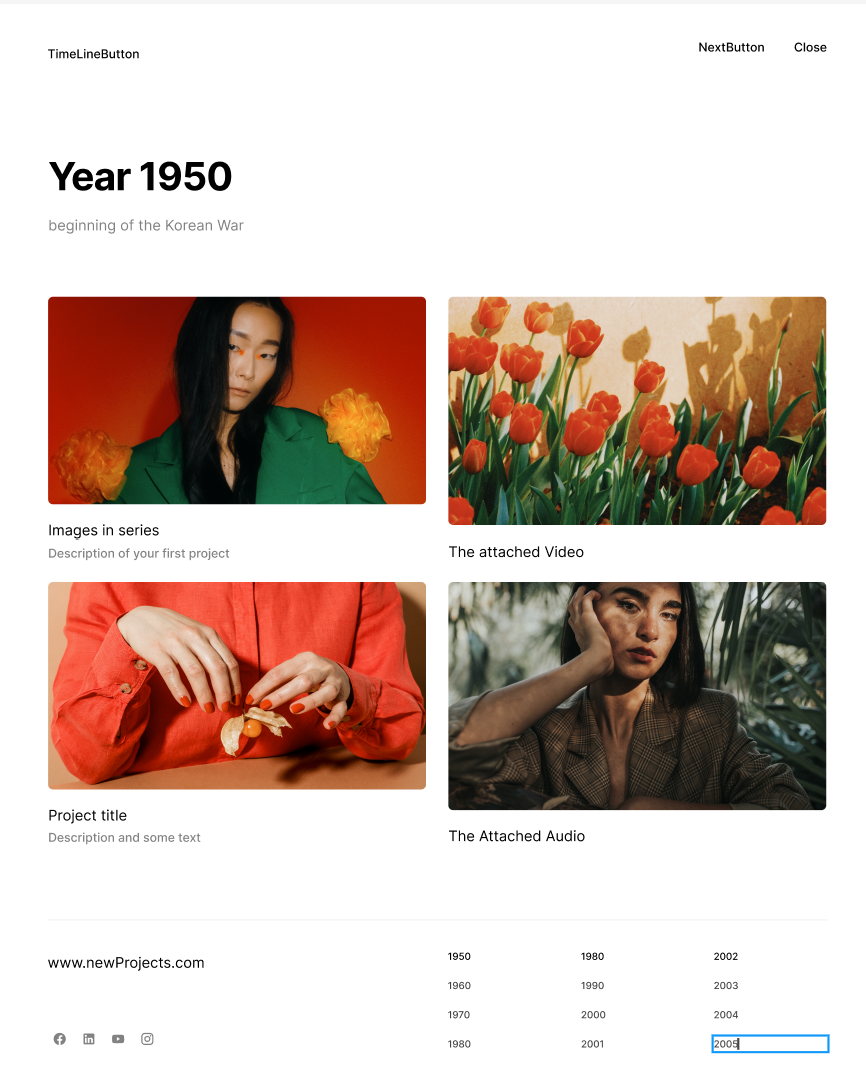 TimeLineButton
NextButton
Close
Year 1950
beginning of the Korean War
Images in series
Description of your first project
The attached Video
Project title
Description and some text
The Attached Audio
www.newProjects.com
1950
1960
1970
1980
1980
1990
2000
2001
2002
2003
2004
2005